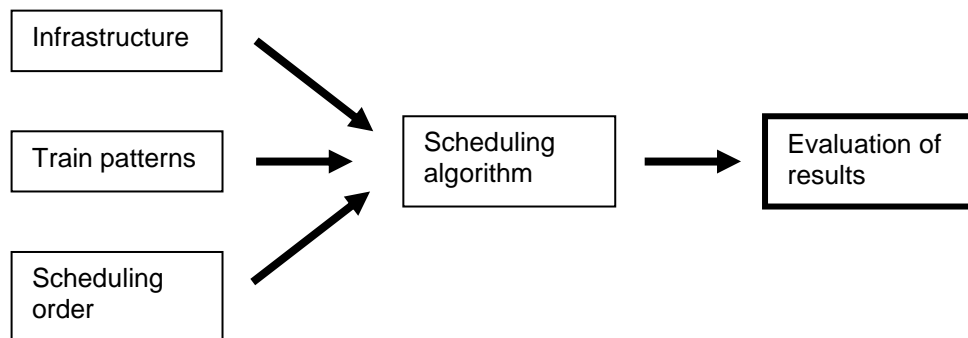 Infrastructure
Train patterns
Scheduling
order
Scheduling
algorithm
Evaluation of
results